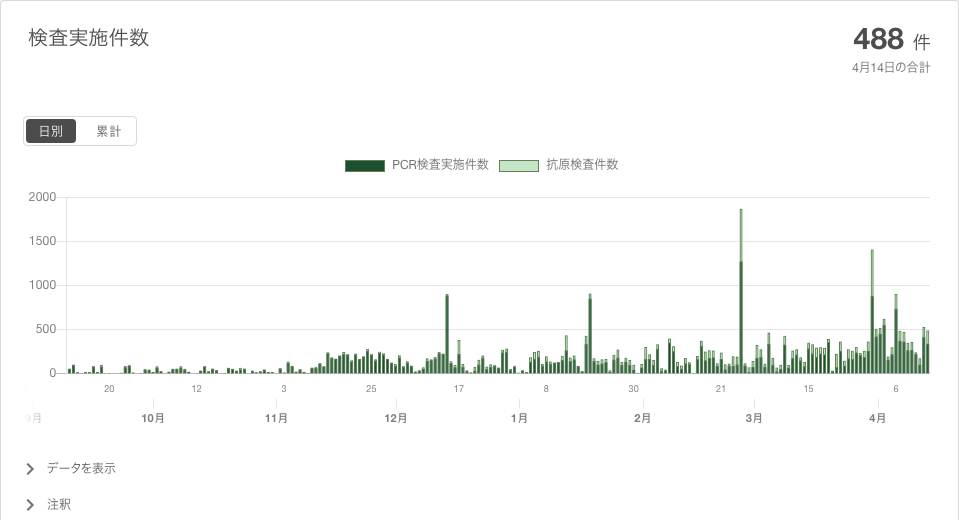 検査実施件数
488 件
4月14日の合計
日別 累計
PCR検査実施件数 抗原検査件数
2000
1500
1000
500
0
20 12 3 25 17 8 30 21 15 6
9月 10月 11月 12月 1月 2月 3月 4月
データを表示
注釈